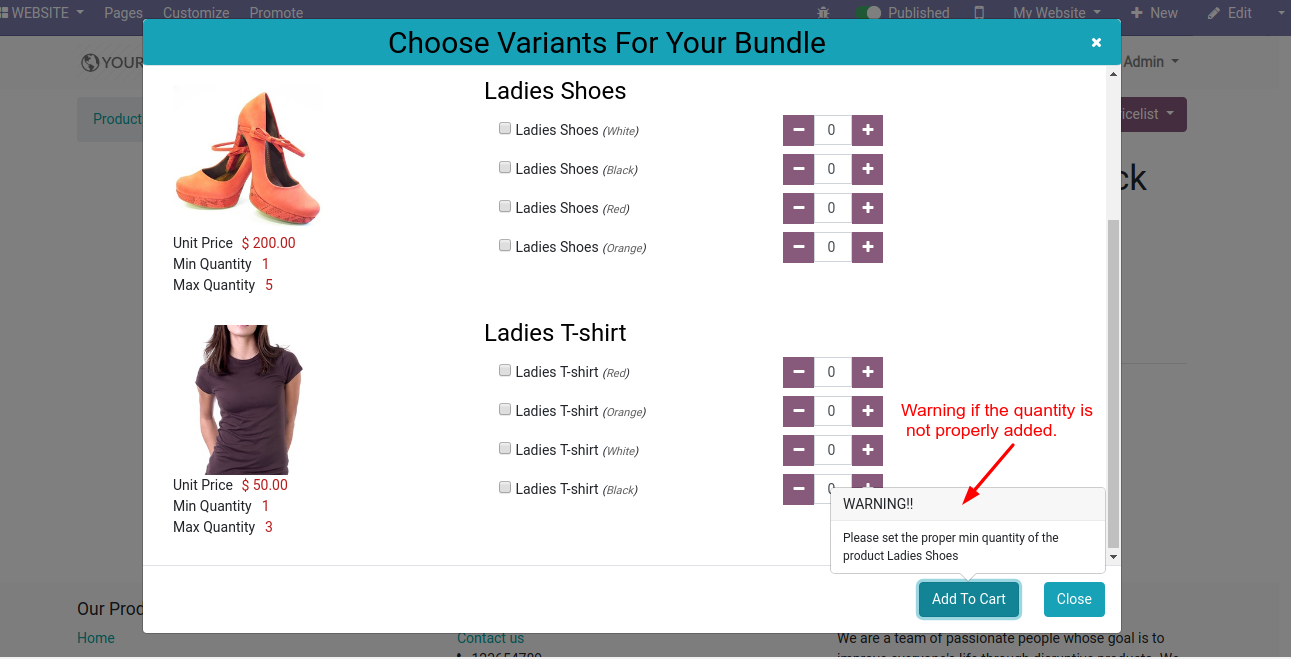 WEBSITE Pages Customize Promote Published My Website New Edit
Choose Variants For Your Bundle
YOUR
Admin
Product
Ladies Shoes
Ladies Shoes (White) 0
Ladies Shoes (Black) 0
Ladies Shoes (Red) 0
Ladies Shoes (Orange) 0
Unit Price $ 200.00
Min Quantity 1
Max Quantity 5
Ladies T-shirt
Ladies T-shirt (Red) 0
Ladies T-shirt (Orange) 0
Ladies T-shirt (White) 0
Ladies T-shirt (Black) 0
Unit Price $ 50.00
Min Quantity 1
Max Quantity 3
Warning if the quantity is
not properly added.
WARNING!!
Please set the proper min quantity of the
product Ladies Shoes
Add To Cart Close
Our Prod
Home
Contact us
We are a team of passionate people whose goal is to